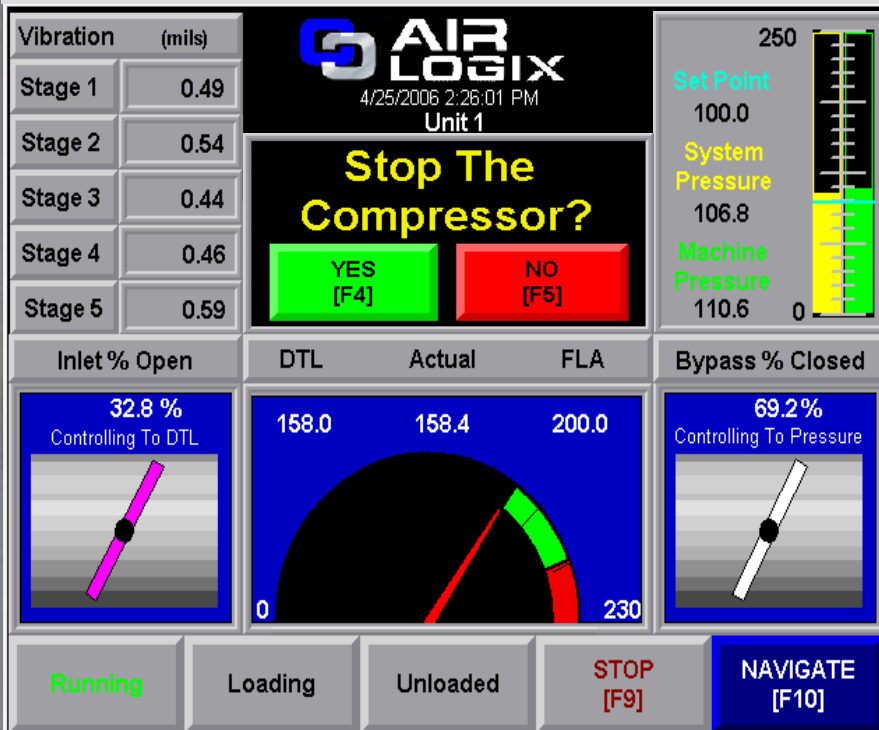 Vibration (mils)
Stage 1 0.49
Stage 2 0.54
Stage 3 0.44
Stage 4 0.46
Stage 5 0.59
AIR
LOGIX
4/25/2006 2:26:01 PM
Unit 1
Stop The
Compressor?
YES
[F4]
NO
[F5]
250
Set Point
100.0
System
Pressure
106.8
Machine
Pressure
110.6
0
Inlet % Open
32.8 %
Controlling To DTL
DTL Actual FLA
158.0 158.4 200.0
0 230
Bypass % Closed
69.2%
Controlling To Pressure
Running
Loading
Unloaded
STOP
[F9]
NAVIGATE
[F10]